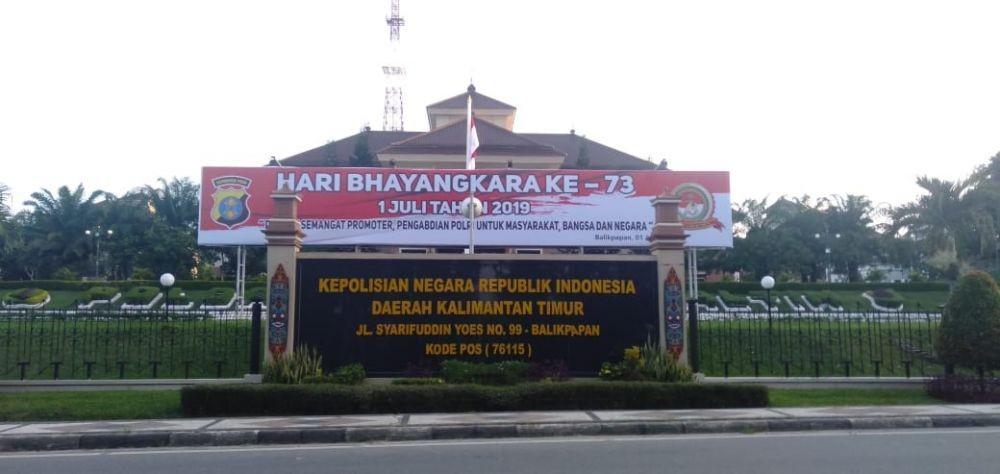 HARI BHAYANGKARA KE - 73
1 JULI TAHUN 2019
SEMANGAT PROMOTER, PENGABDIAN POLRI UNTUK MASYARAKAT, BANGSA DAN NEGARA "
Balikpapan, 01
KEPOLISIAN NEGARA REPUBLIK INDONESIA
DAERAH KALIMANTAN TIMUR
JL. SYARIFUDDIN YOES NO. 99 - BALIKPAPAN
KODE POS ( 76115 )